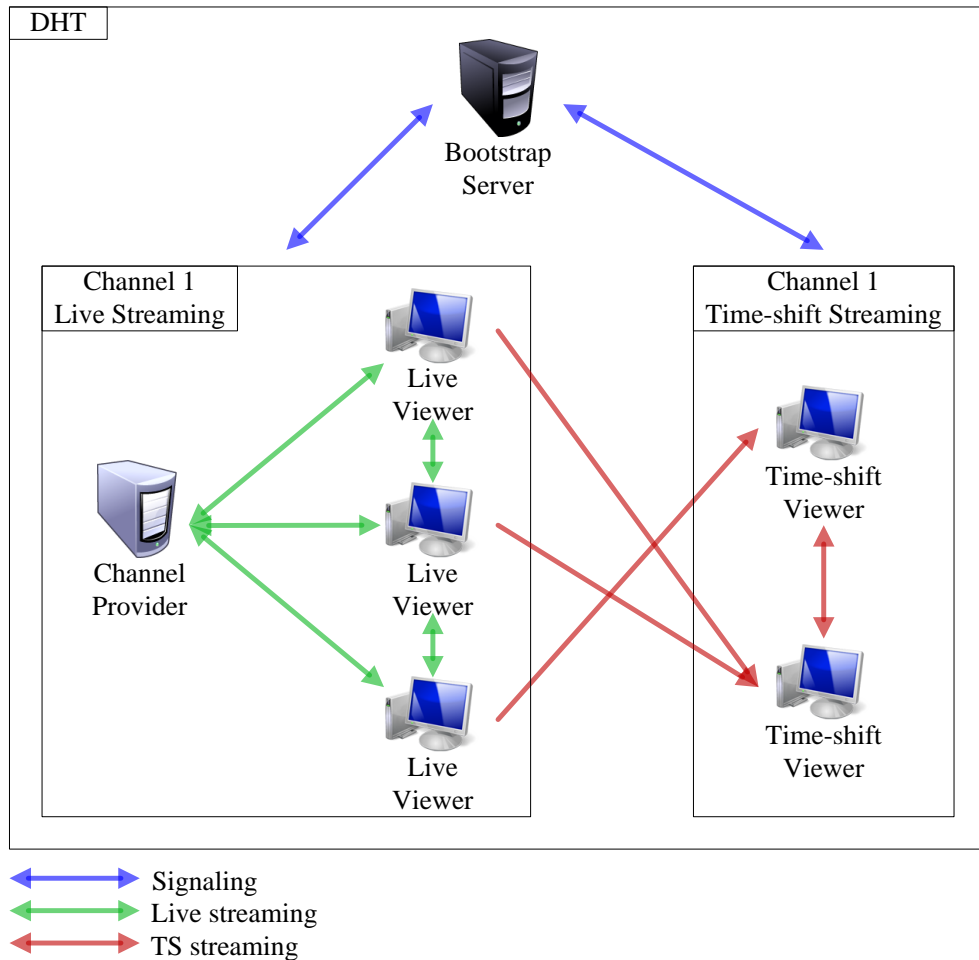 DHT
Bootstrap
Server
Channel 1
Live Streaming
Channel 1
Time-shift Streaming
Live
Viewer
Time-shift
Viewer
Channel
Provider
Live
Viewer
Time-shift
Viewer
Live
Viewer
Signaling
Live streaming
TS streaming